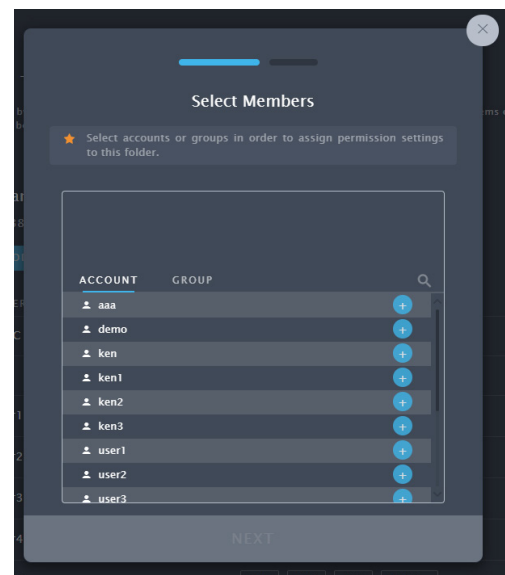 Select Members
Select accounts or groups in order to assign permission settings
to this folder.
ACCOUNT GROUP
aaa
demo
ken
ken1
ken2
ken3
user1
user2
user3
NEXT